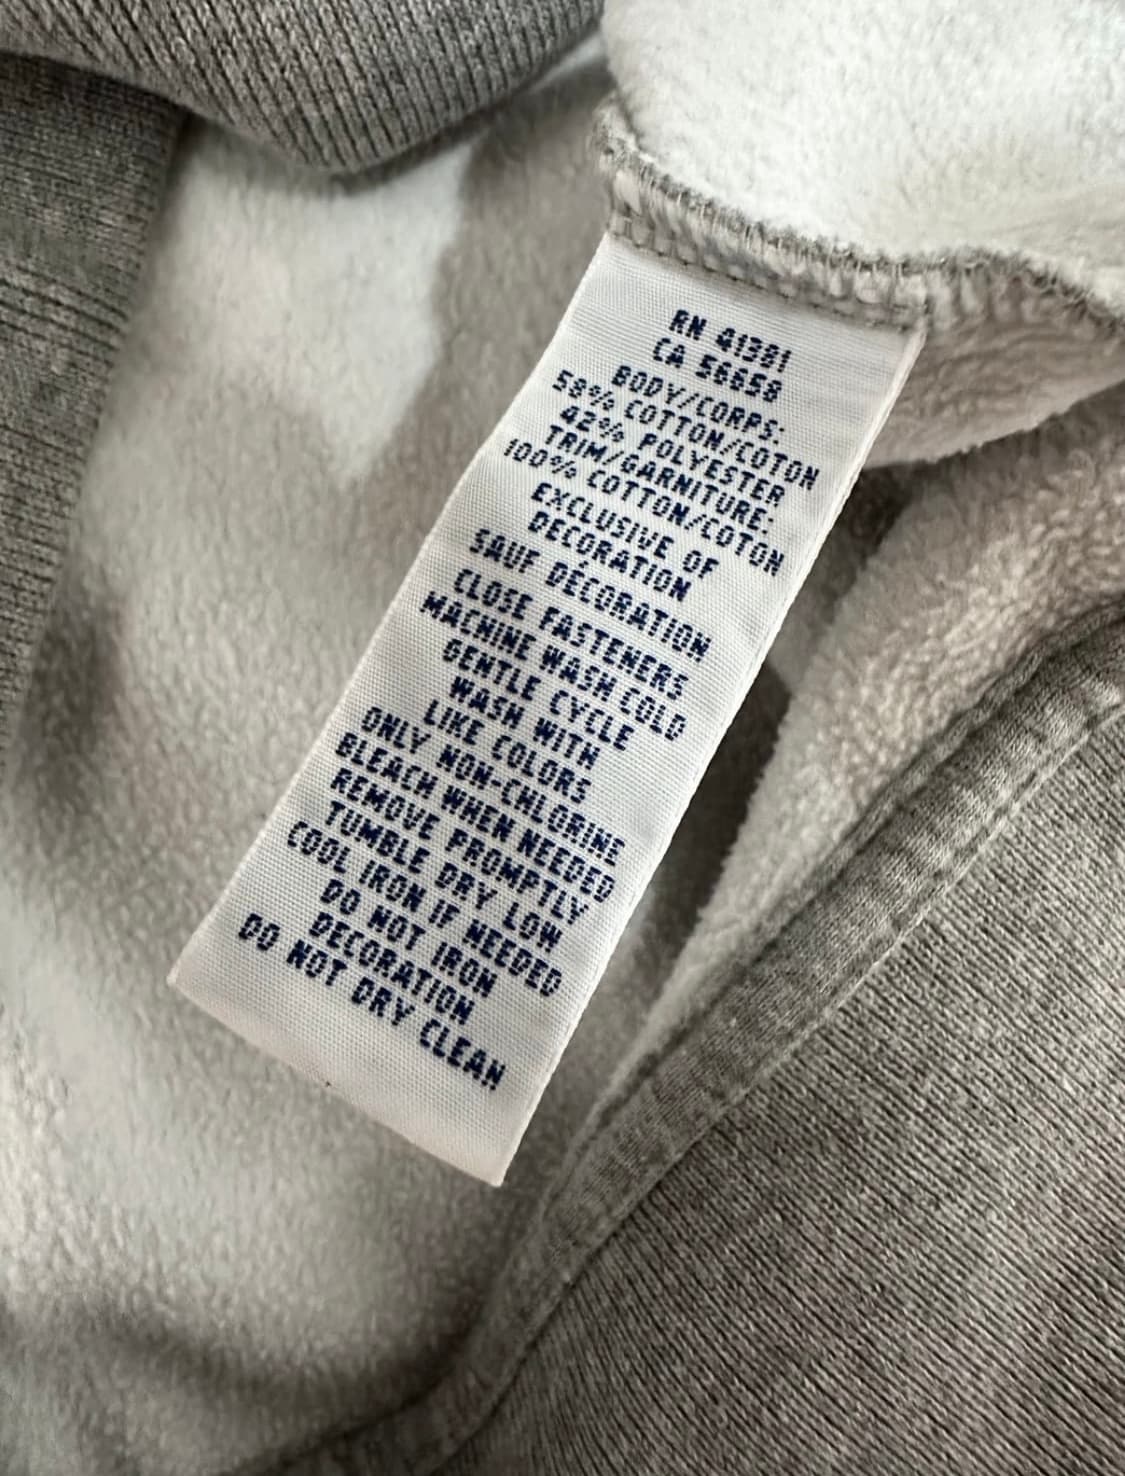 RN 41381
CA 56658
BODY/CORPS:
58% COTTON/COTON
42% POLYESTER
TRIM/GARNITURE:
100% COTTON/COTON
EXCLUSIVE OF
DECORATION
SAUF DÉCORATION
CLOSE FASTENERS
MACHINE WASH COLD
GENTLE CYCLE
WASH WITH
LIKE COLORS
ONLY NON-CHLORINE
BLEACH WHEN NEEDED
REMOVE PROMPTLY
TUMBLE DRY LOW
COOL IRON IF NEEDED
DO NOT IRON
DECORATION
DO NOT DRY CLEAN